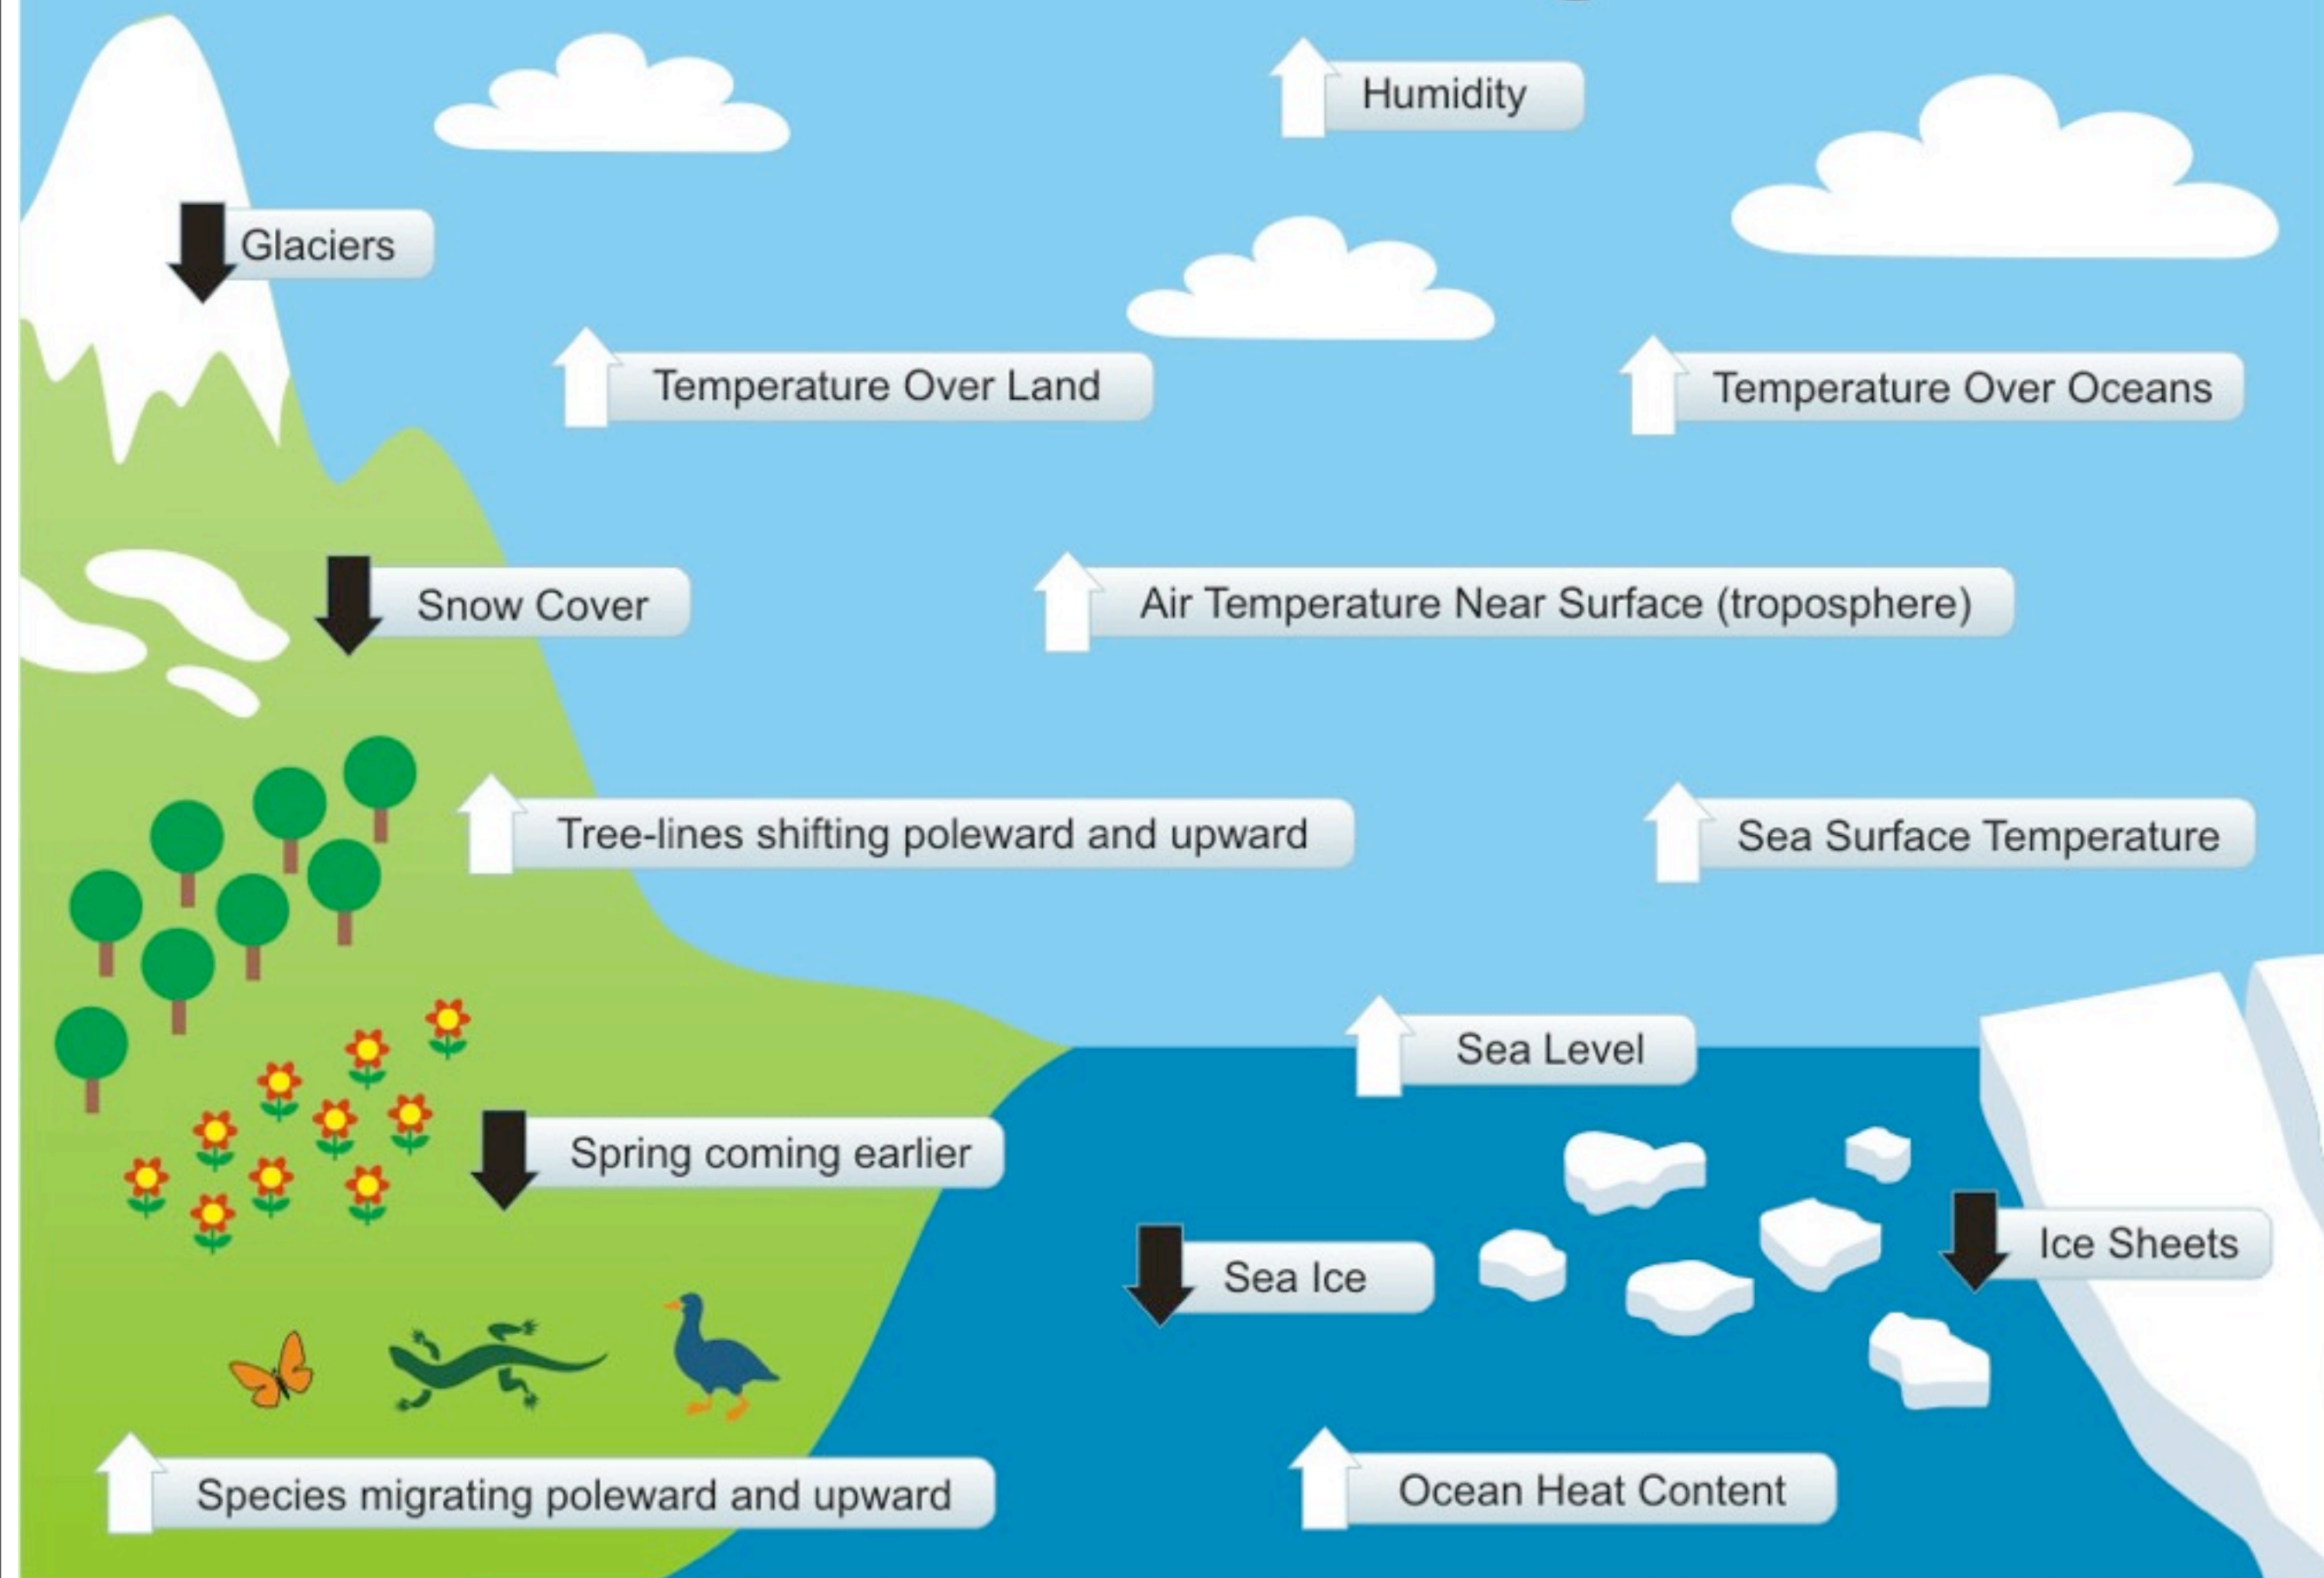 Humidity
Glaciers
Temperature Over Land
Temperature Over Oceans
Snow Cover
Air Temperature Near Surface (troposphere)
Tree-lines shifting poleward and upward
Sea Surface Temperature
Sea Level
Spring coming earlier
Ice Sheets
Sea Ice
Species migrating poleward and upward
Ocean Heat Content